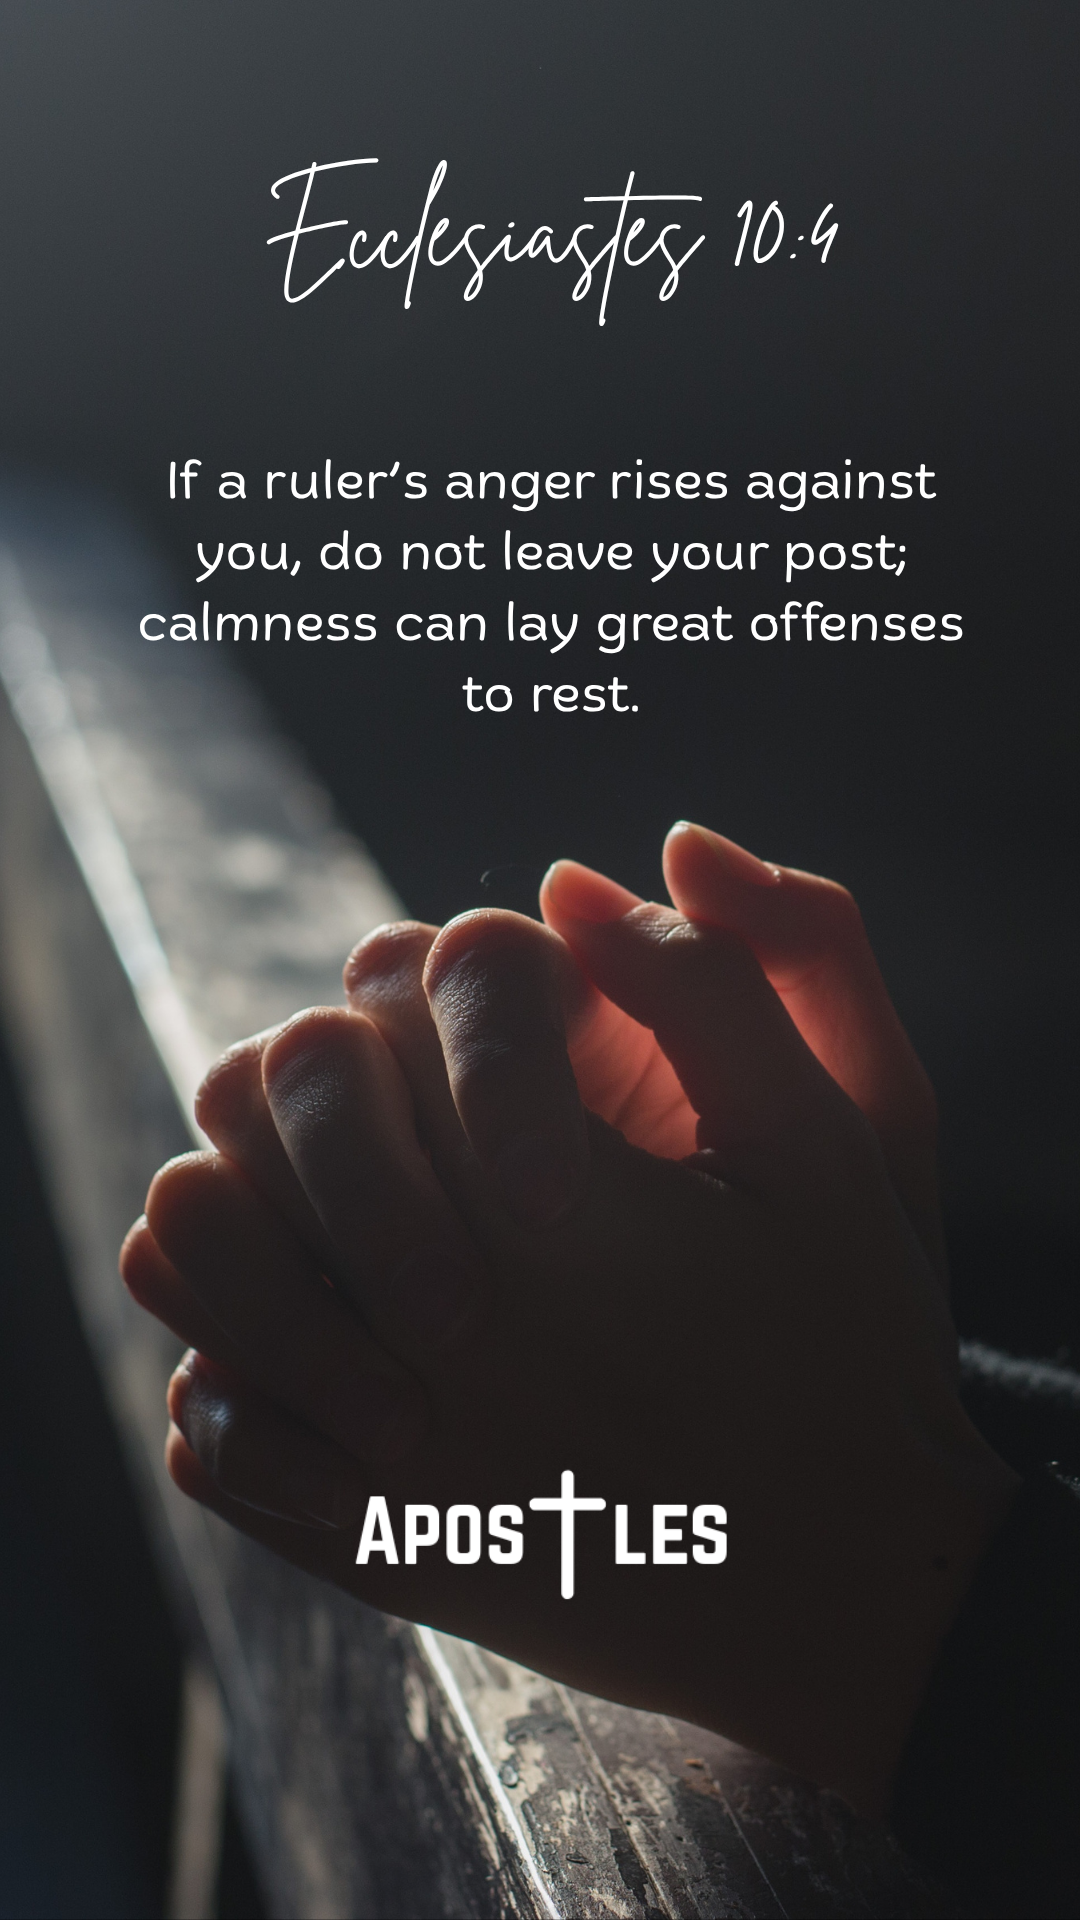 Ecclesiastes 10:4
If a ruler’s anger rises against
you, do not leave your post;
calmness can lay great offenses
to rest.
APOSTLES